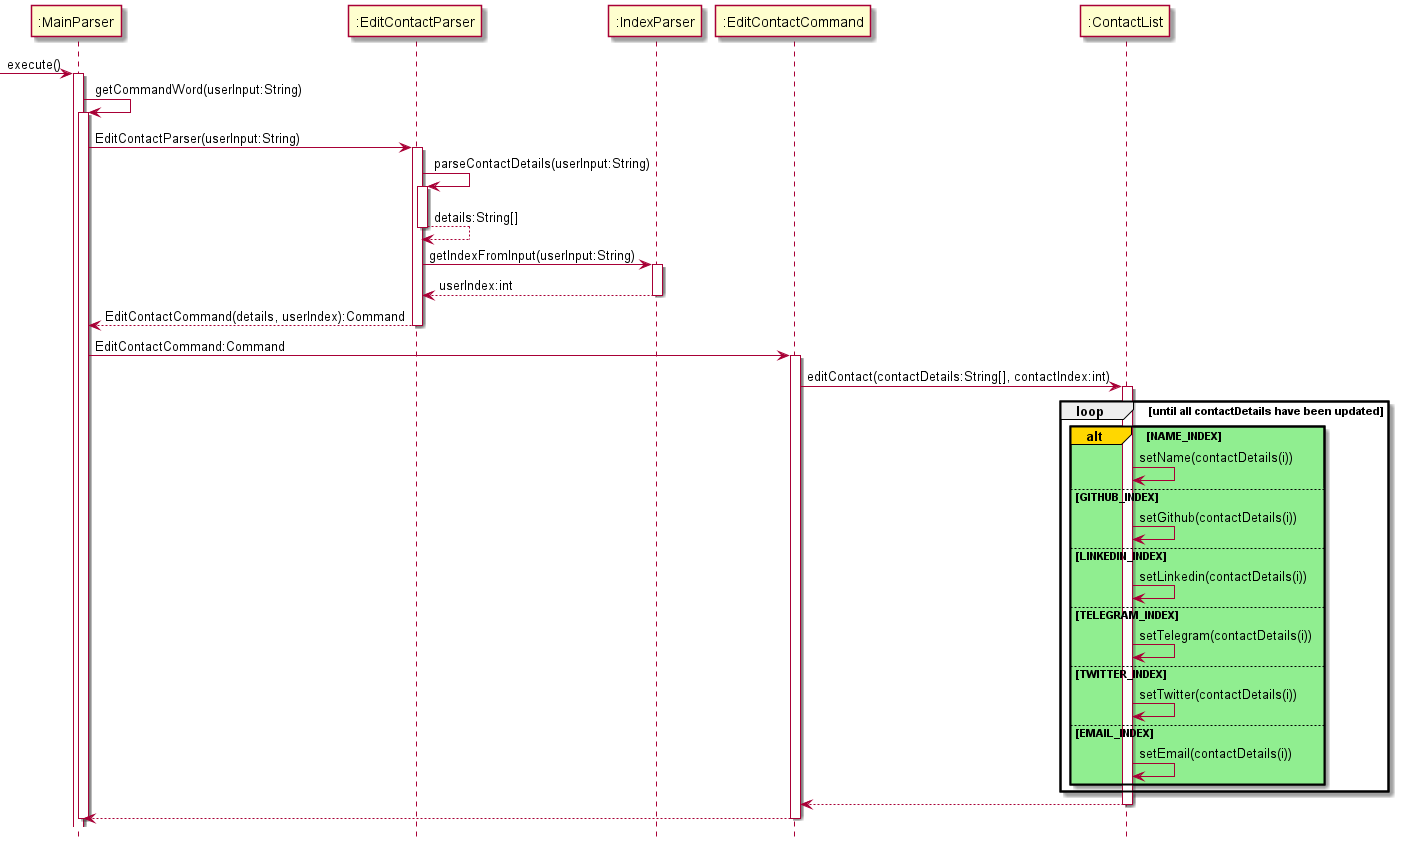 :MainParser
:EditContactParser
:IndexParser
:EditContactCommand
:ContactList
execute()
getCommandWord(userInput:String)
EditContactParser(userInput:String)
parseContactDetails(userInput:String)
details:String[]
getIndexFromInput(userInput:String)
userIndex:int
EditContactCommand(details, userIndex):Command
EditContactCommand:Command
editContact(contactDetails:String[], contactIndex:int)
loop [until all contactDetails have been updated]
alt [NAME_INDEX]
setName(contactDetails(i))
[GITHUB_INDEX]
setGithub(contactDetails(i))
[LINKEDIN_INDEX]
setLinkedin(contactDetails(i))
[TELEGRAM_INDEX]
setTelegram(contactDetails(i))
[TWITTER_INDEX]
setTwitter(contactDetails(i))
[EMAIL_INDEX]
setEmail(contactDetails(i))